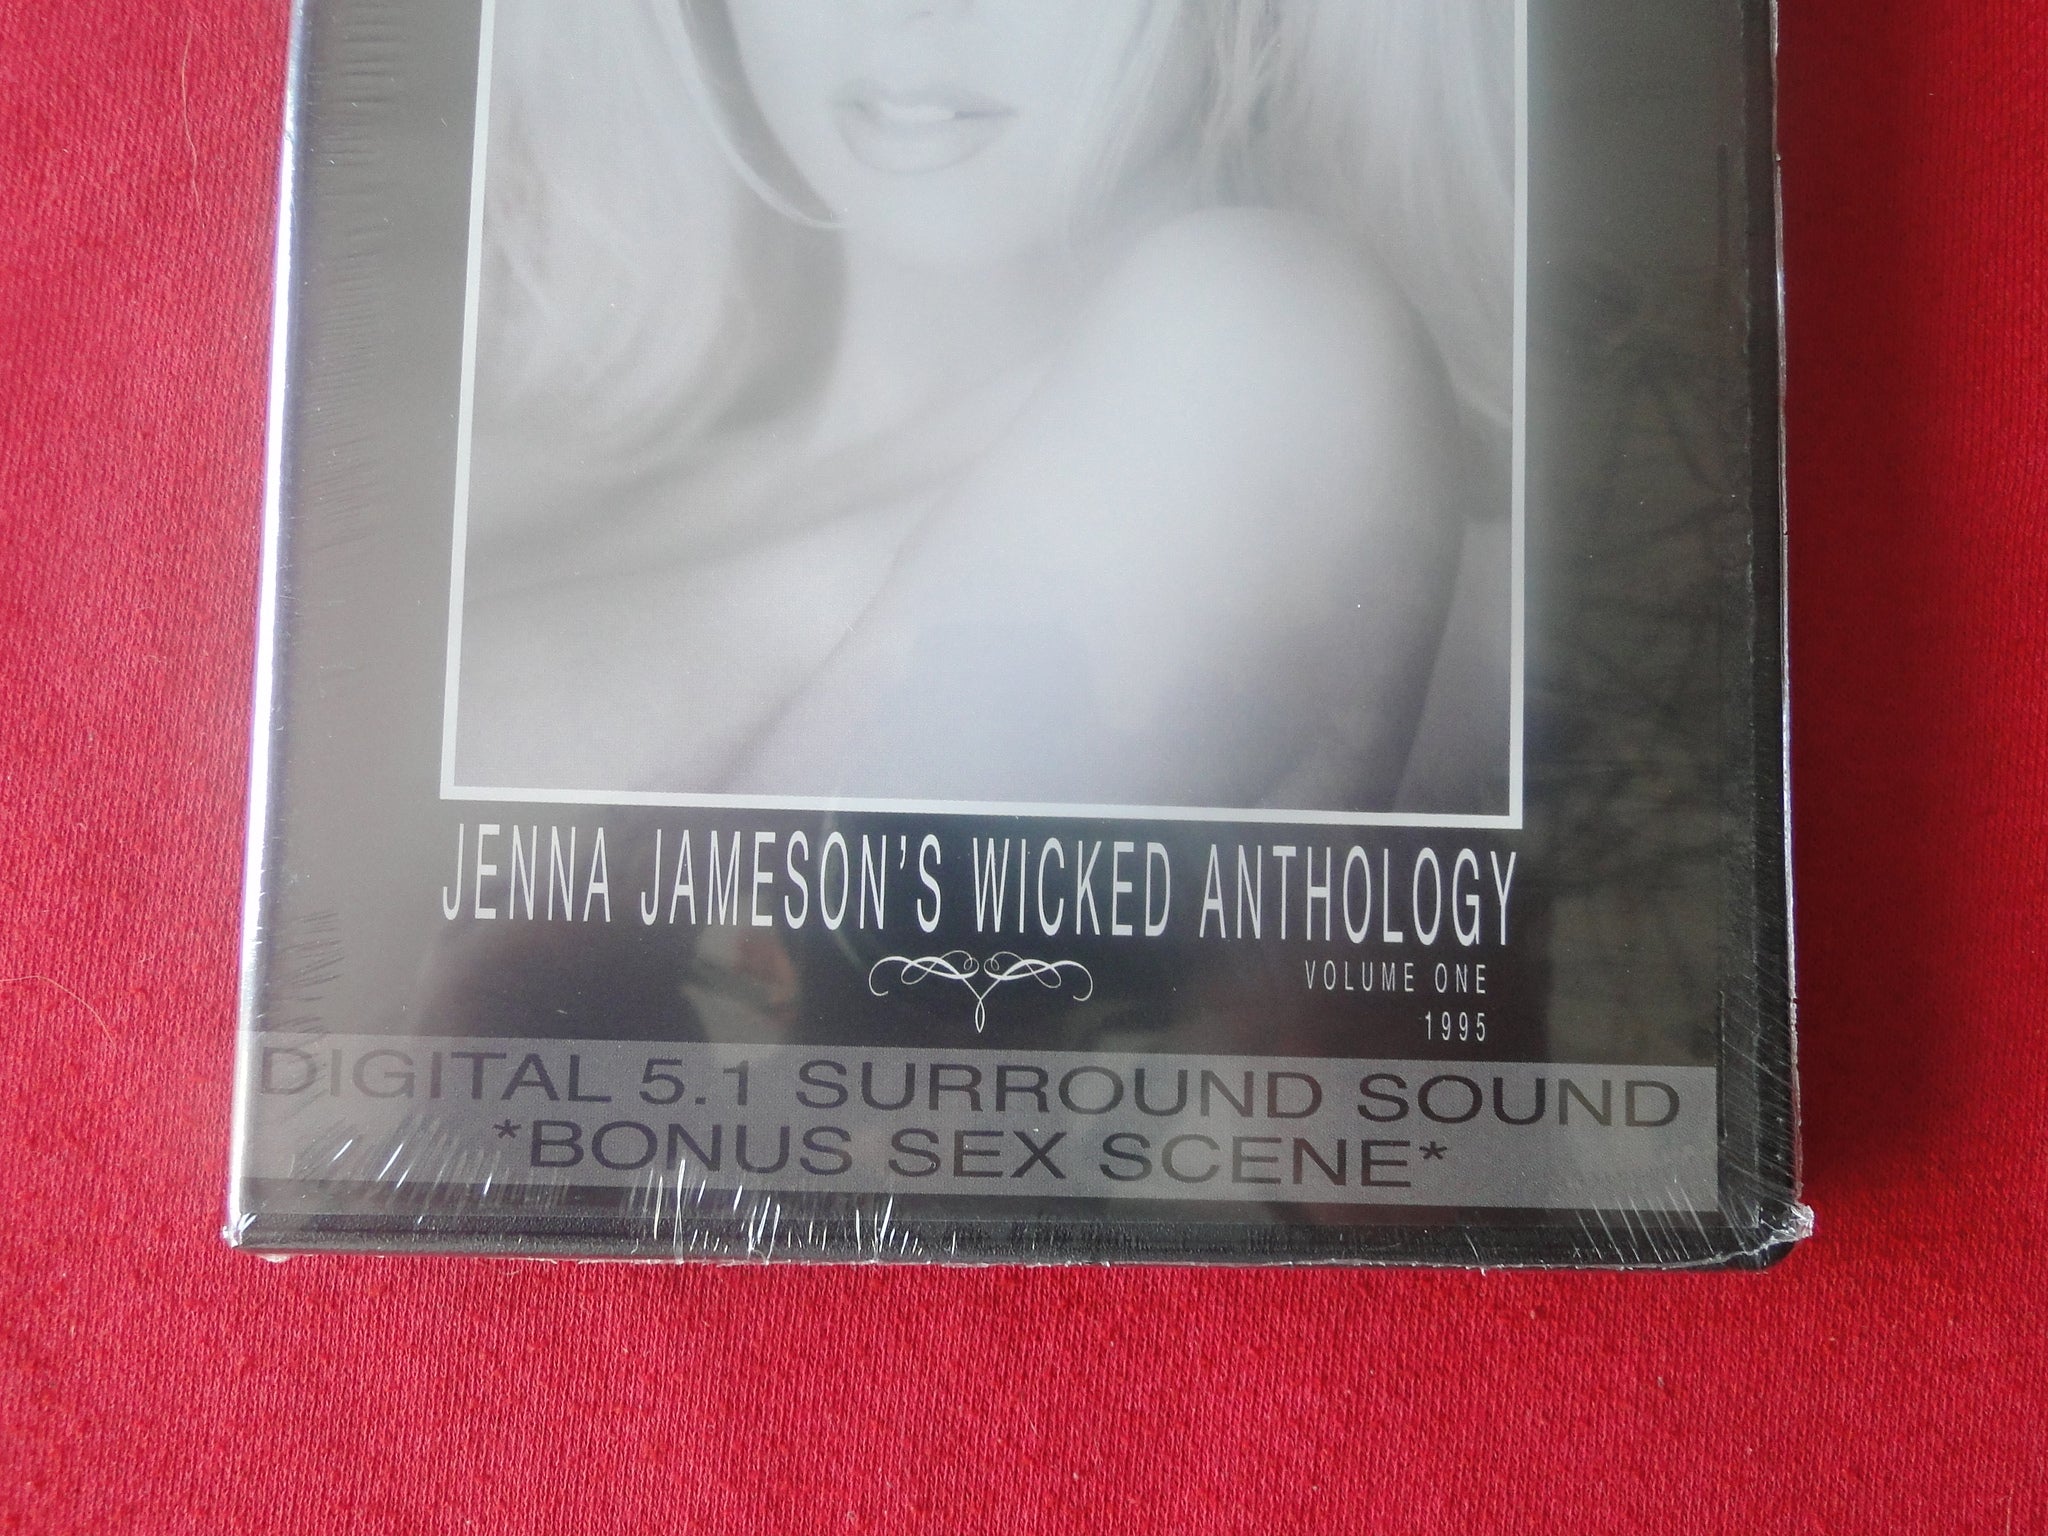 JENNA JAMESON'S WICKED ANTHOLOGY
VOLUME ONE
1995
DIGITAL 5.1 SURROUND SOUND
*BONUS SEX SCENE*